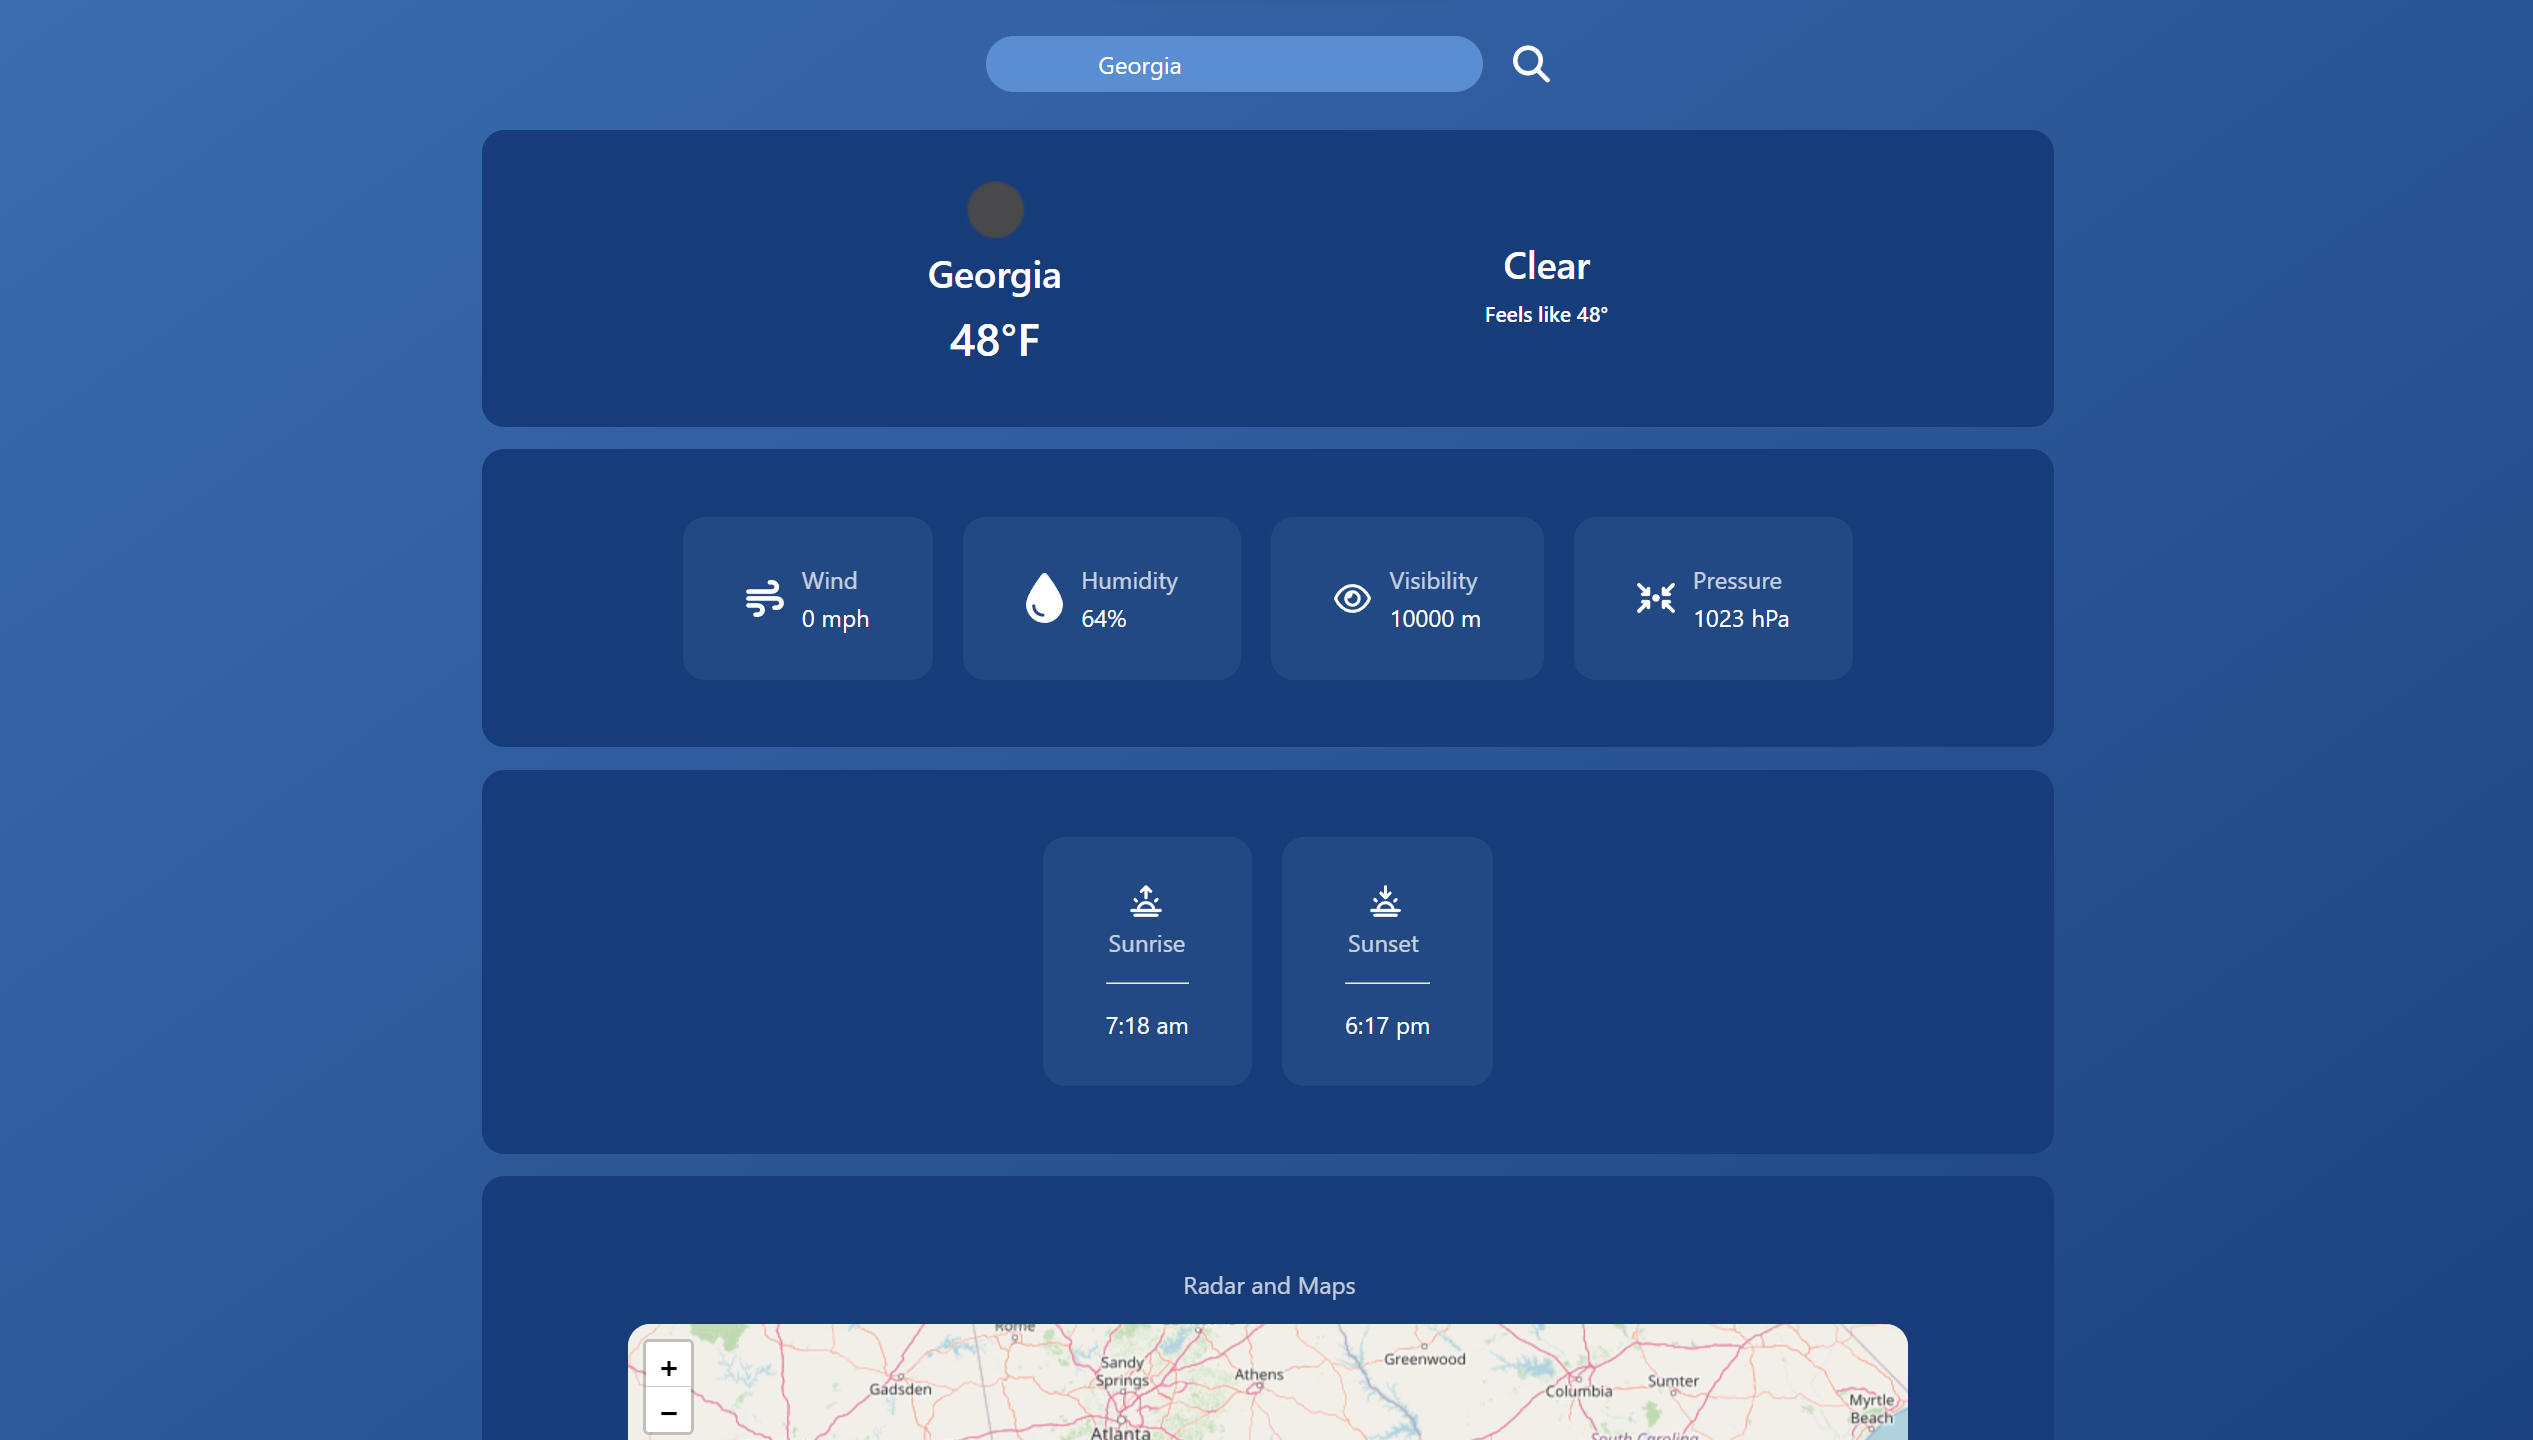 Georgia
Georgia
48°F
Clear
Feels like 48°
Wind
0 mph
Humidity
64%
Visibility
10000 m
Pressure
1023 hPa
Sunrise
7:18 am
Sunset
6:17 pm
Radar and Maps
+
−
Rome
Gadsden
Sandy
Springs
Athens
Atlanta
Greenwood
Columbia
Sumter
Myrtle
Beach
South Carolina